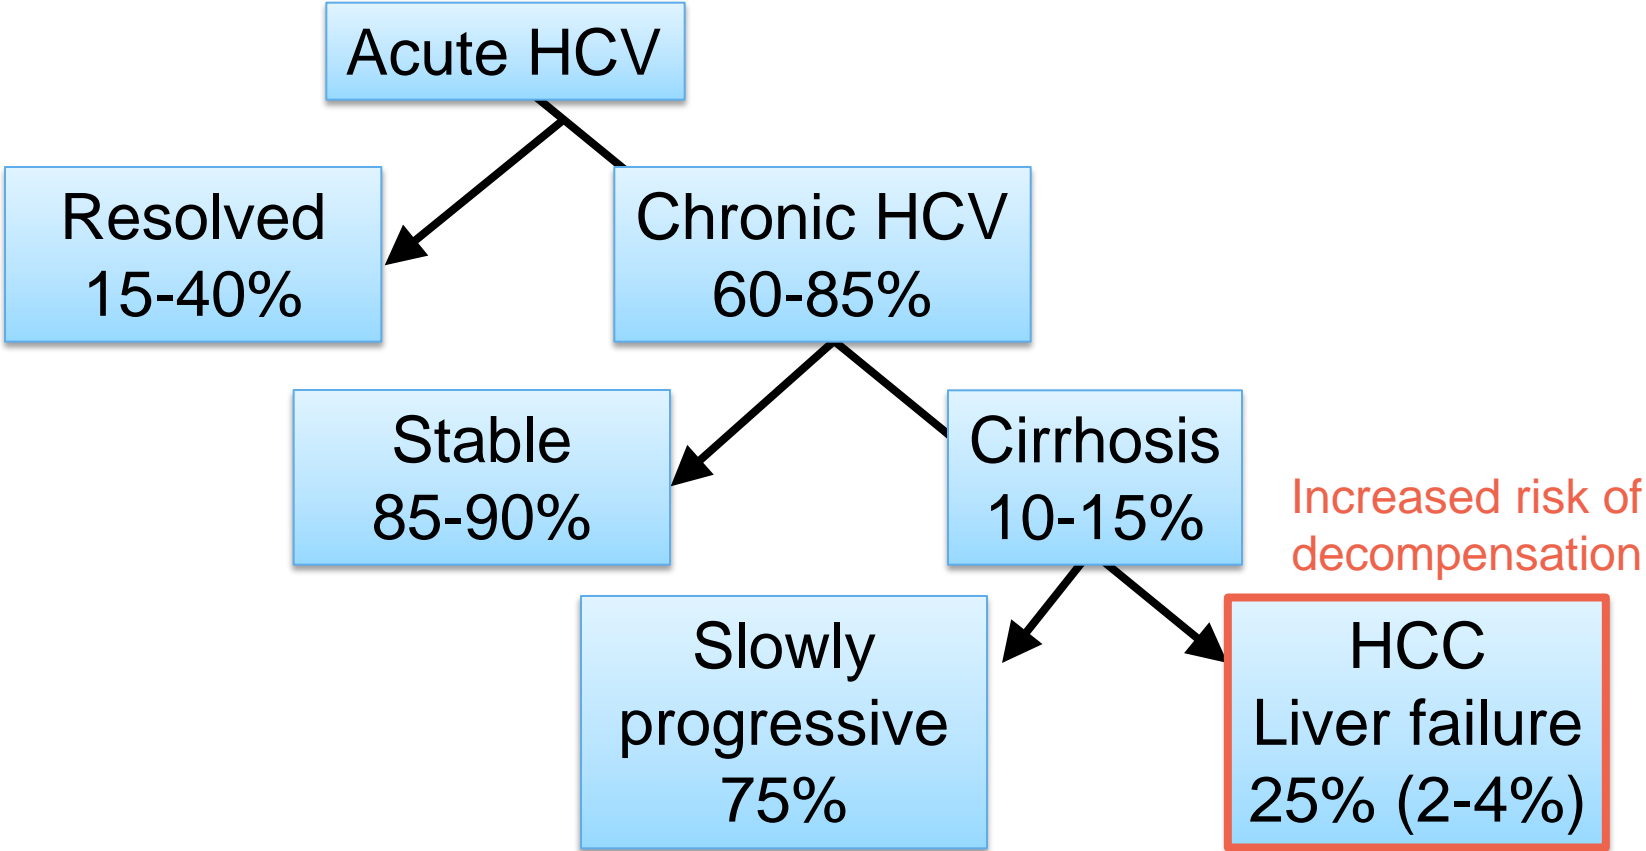 Acute HCV
Resolved
15-40%
Chronic HCV
60-85%
Stable
85-90%
Cirrhosis
10-15%
Increased risk of
decompensation
Slowly
progressive
75%
HCC
Liver failure
25% (2-4%)